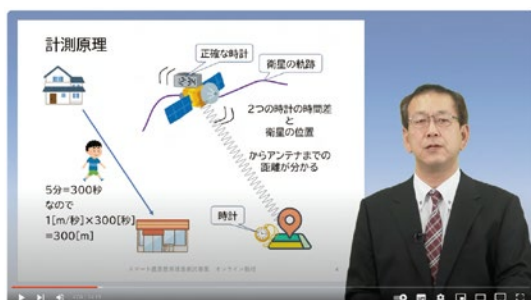 計測原理
正確な時計
衛星の軌跡
2つの時計の時間差
と
衛星の位置
からアンテナまでの
距離が分かる
5分=300秒
なので
1[m/秒]×300[秒]
=300[m]
時計